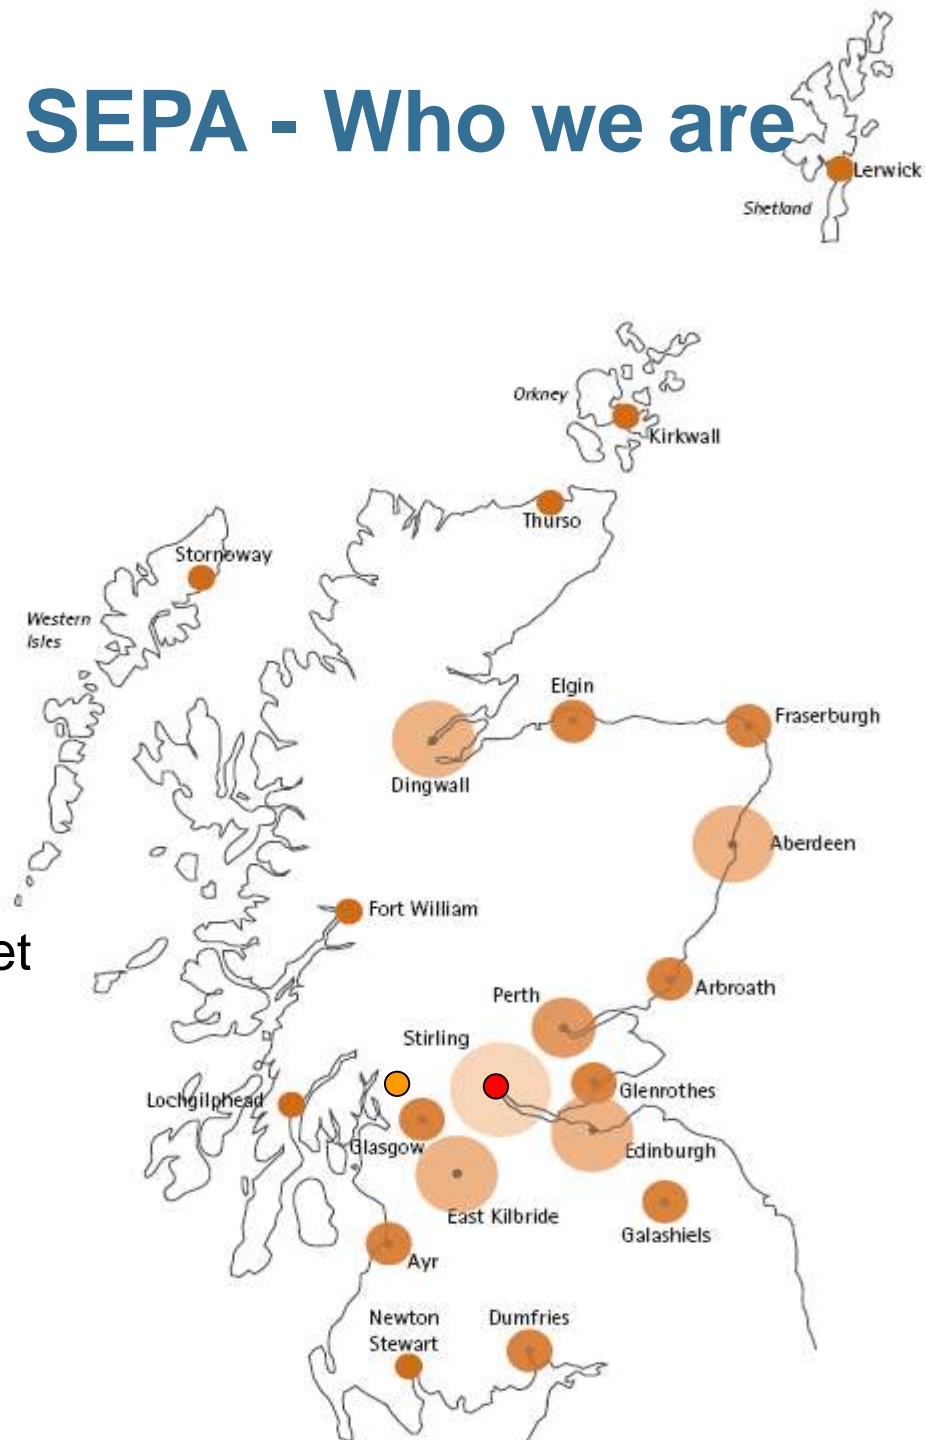 SEPA - Who we are
Lerwick
Shetland
Orkney
Kirkwall
Thurso
Stornoway
Western
Isles
Elgin
Fraserburgh
Dingwall
Aberdeen
Fort William
et
Arbroath
Perth
Stirling
Glenrothes
Lochgilphead
Glasgow
Edinburgh
East Kilbride
Galashiels
Ayr
Newton
Stewart
Dumfries